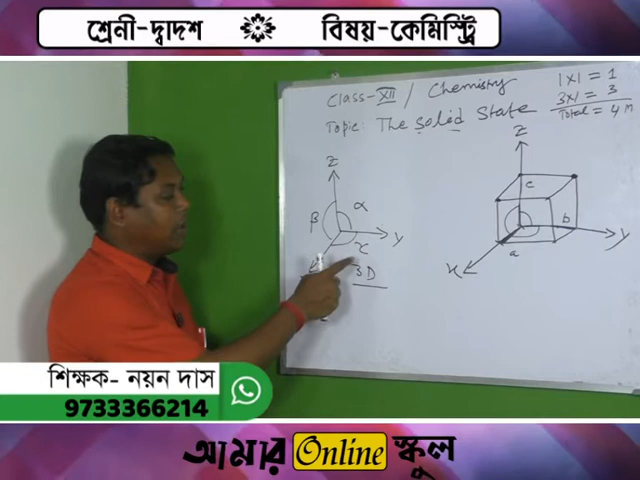 শ্রেনী-দ্বাদশ বিষয়-কেমিস্ট্রি
Class-XII / Chemistry
Topic: The Solid State
1×1 = 1
3×1 = 3
Total = 4 M
Z
β
α
Y
3D
Z
c
b
Y
a
x
শিক্ষক- নয়ন দাস
9733366214
আমার Online স্কুল